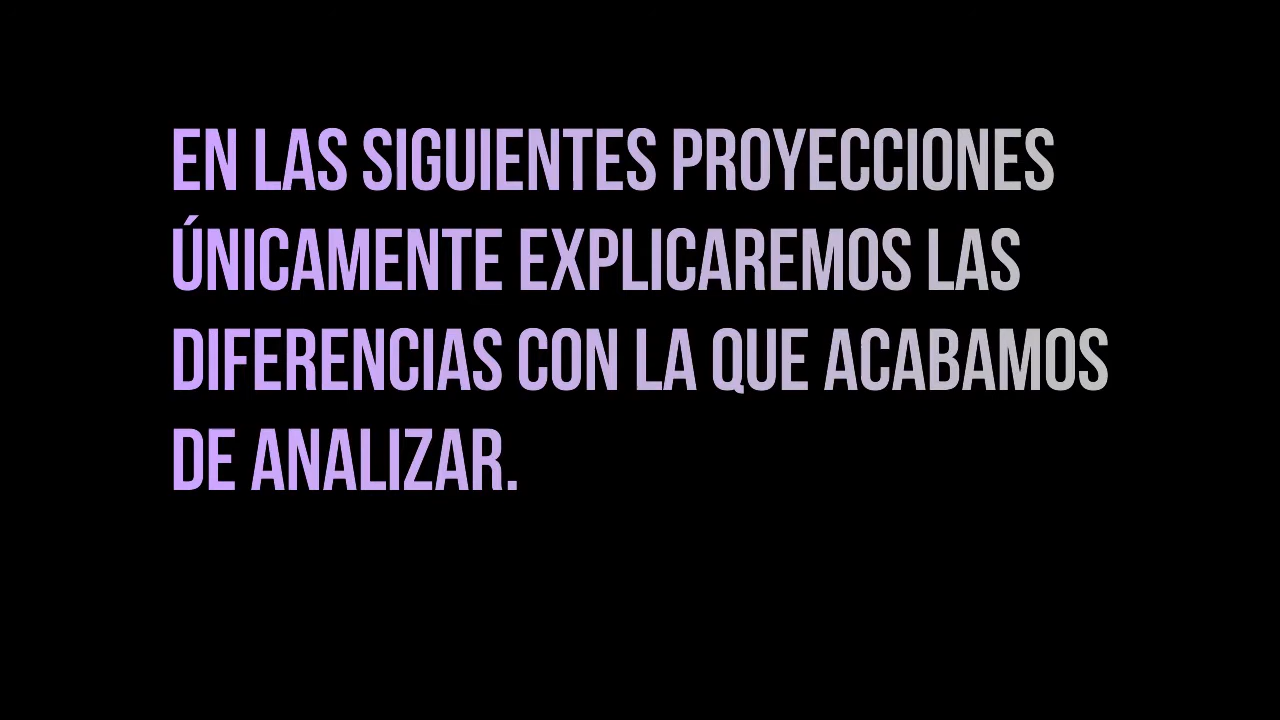 EN LAS SIGUIENTES PROYECCIONES
ÚNICAMENTE EXPLICAREMOS LAS
DIFERENCIAS CON LA QUE ACABAMOS
DE ANALIZAR.